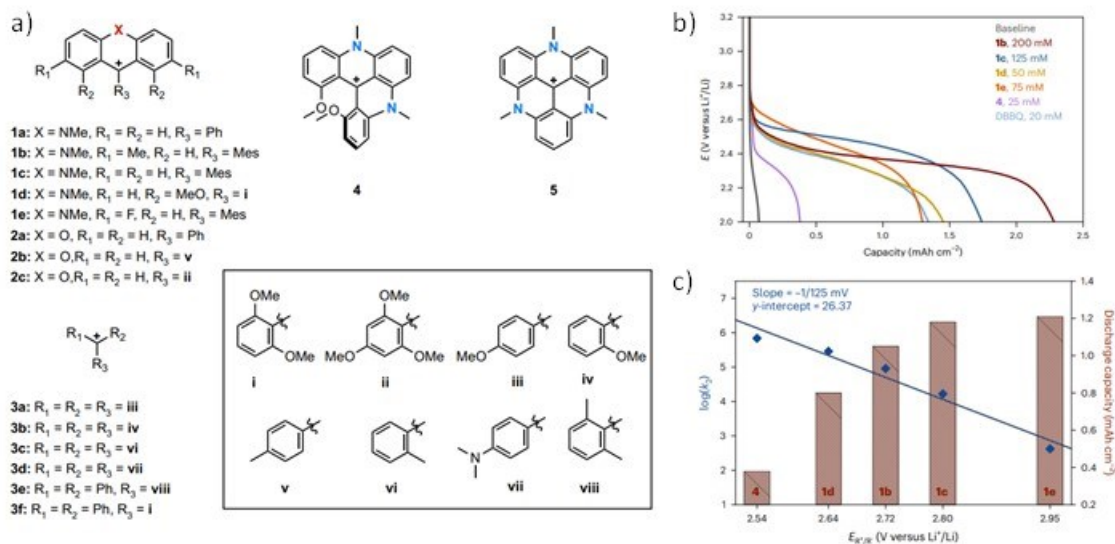 a)
X
+
R1
R2
R3
R2
R1
1a: X = NMe, R1 = R2 = H, R3 = Ph
1b: X = NMe, R1 = Me, R2 = H, R3 = Mes
1c: X = NMe, R1 = R2 = H, R3 = Mes
1d: X = NMe, R1 = H, R2 = MeO, R3 = i
1e: X = NMe, R1 = F, R2 = H, R3 = Mes
2a: X = O,R1 = R2 = H, R3 = Ph
2b: X = O,R1 = R2 = H, R3 = v
2c: X = O,R1 = R2 = H, R3 = ii
R1
+
R2
R3
3a: R1 = R2 = R3 = iii
3b: R1 = R2 = R3 = iv
3c: R1 = R2 = R3 = vi
3d: R1 = R2 = R3 = vii
3e: R1 = R2 = Ph, R3 = viii
3f: R1 = R2 = Ph, R3 = i
N
+
O
N
4
N
+
N
N
5
OMe
OMe
i
OMe
MeO
OMe
ii
MeO
iii
OMe
iv
v
vi
N
vii
viii
b)
E (V versus Li+/Li)
3.2
2.8
2.4
2.0
0
0.5
1.0
1.5
2.0
2.5
Capacity (mAh cm−2)
Baseline
1b, 200 mM
1c, 125 mM
1d, 50 mM
1e, 75 mM
4, 25 mM
DBBQ, 20 mM
c)
Slope = −1/125 mV
y-intercept = 26.37
log(k2)
7
6
5
4
3
2
1
4
1d
1b
1c
1e
2.54
2.64
2.72
2.80
2.95
ER+/R• (V versus Li+/Li)
1.4
1.2
1.0
0.8
0.6
0.4
0.2
Discharge capacity (mAh cm−2)